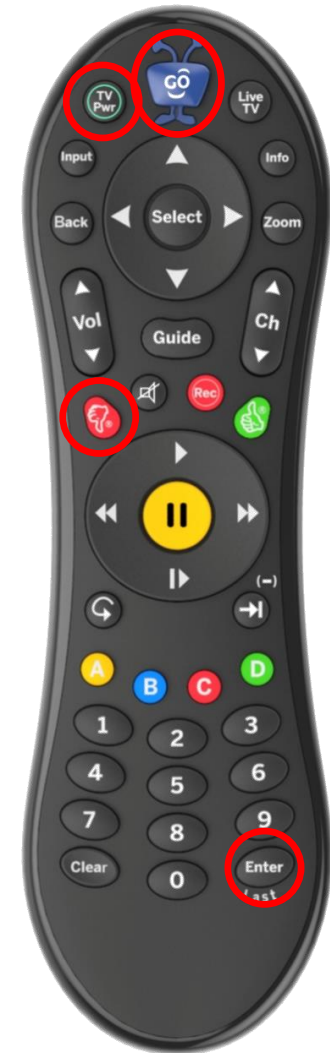 GO
TV
Pwr
Live
TV
Input
Info
Back
Select
Zoom
Vol
Ch
Guide
Rec
(-)
A
B
C
D
1
2
3
4
5
6
7
8
9
Clear
0
Enter
Last